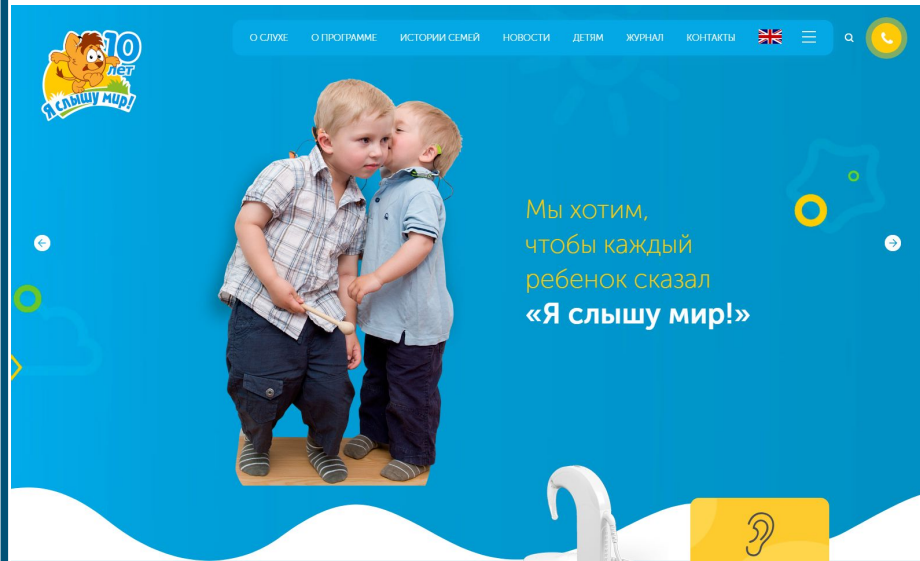 10
лет
Я слышу мир!
О СЛУХЕ О ПРОГРАММЕ ИСТОРИИ СЕМЕЙ НОВОСТИ ДЕТЯМ ЖУРНАЛ КОНТАКТЫ
Мы хотим,
чтобы каждый
ребенок сказал
«Я слышу мир!»